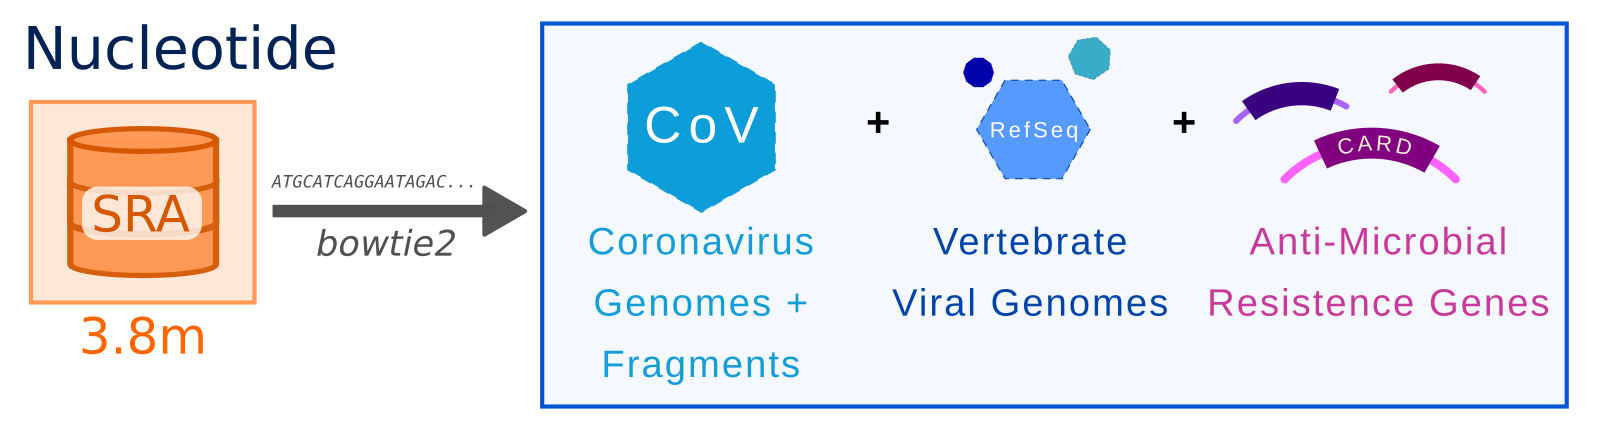 Nucleotide
SRA
3.8m
ATGCATCAGGAATAGAC...
bowtie2
CoV
Coronavirus
Genomes +
Fragments
+
RefSeq
Vertebrate
Viral Genomes
+
CARD
Anti-Microbial
Resistence Genes